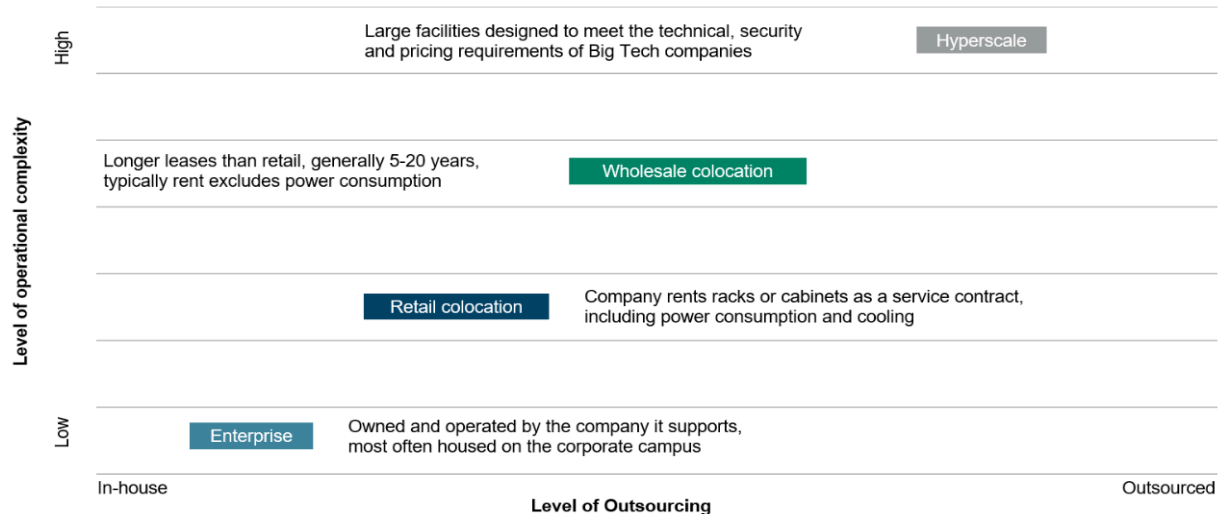 High
Large facilities designed to meet the technical, security
and pricing requirements of Big Tech companies
Hyperscale
Level of operational complexity
Longer leases than retail, generally 5-20 years,
typically rent excludes power consumption
Wholesale colocation
Retail colocation
Company rents racks or cabinets as a service contract,
including power consumption and cooling
Low
Enterprise
Owned and operated by the company it supports,
most often housed on the corporate campus
In-house
Outsourced
Level of Outsourcing